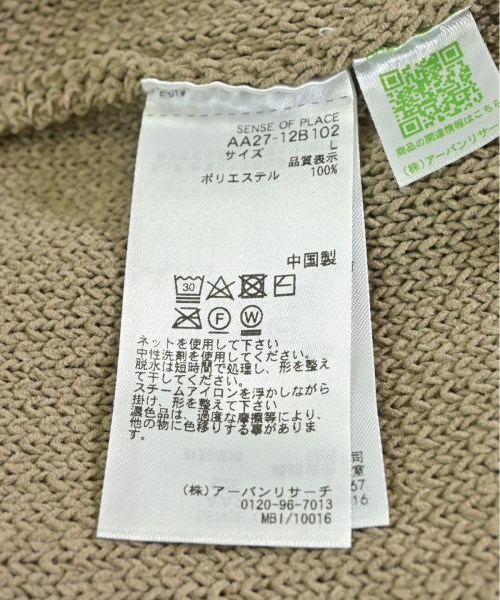 SENSE OF PLACE
AA27-12B102
サイズ L
品質表示
ポリエステル 100%
中国製
30
F
W
ネットを使用して下さい
中性洗剤を使用してください。
脱水は短時間で処理し、形を整え
て干してください。
スチームアイロンを浮かしながら
掛け、形を整えて下さい
濃色品は、過度な摩擦等により、
他の物に色移りする事がありま
す。
(株)アーバンリサーチ
0120-96-7013
MBI/10016
商品の関連情報はこち
(株)アーバンリサー
司
室
67
16